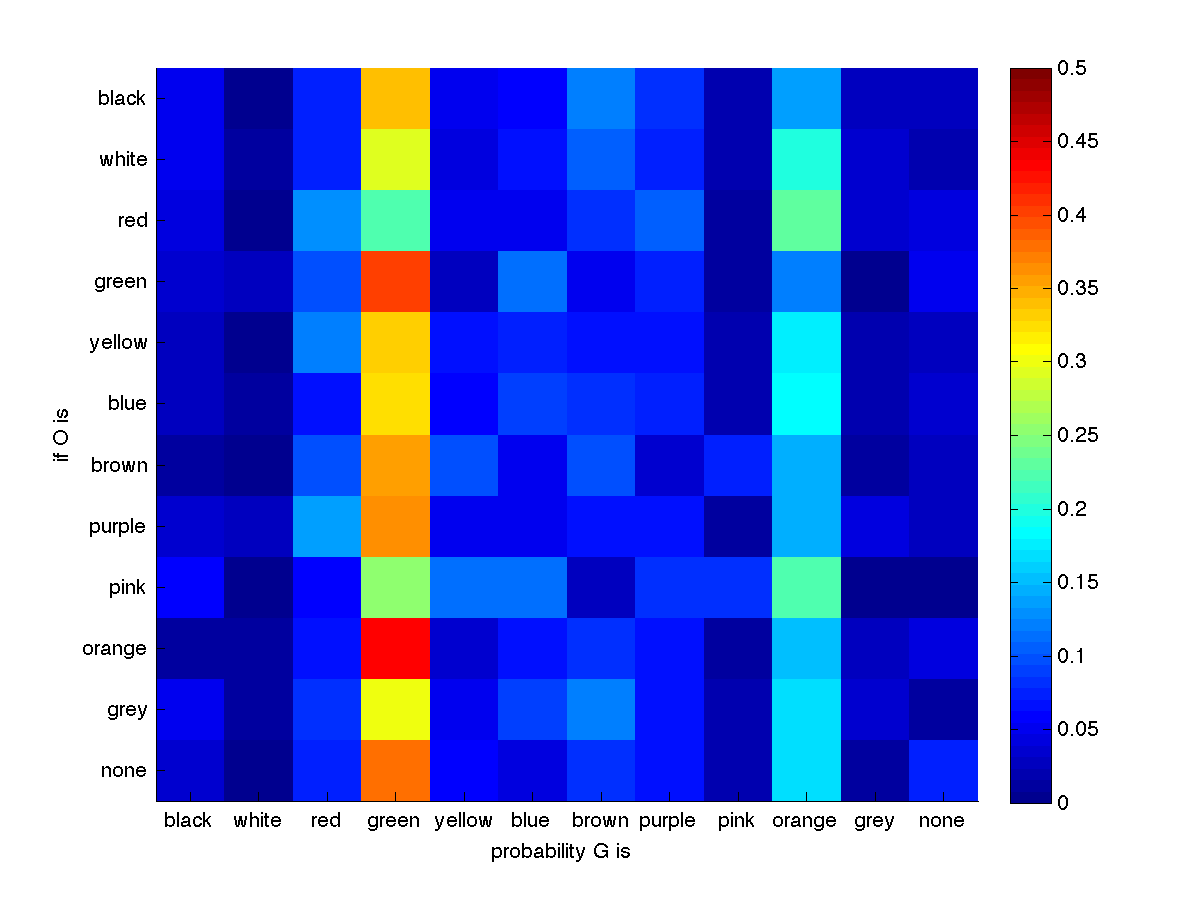 black
white
red
green
yellow
blue
brown
purple
pink
orange
grey
none
if O is
black white red green yellow blue brown purple pink orange grey none
probability G is
0.5
0.45
0.4
0.35
0.3
0.25
0.2
0.15
0.1
0.05
0